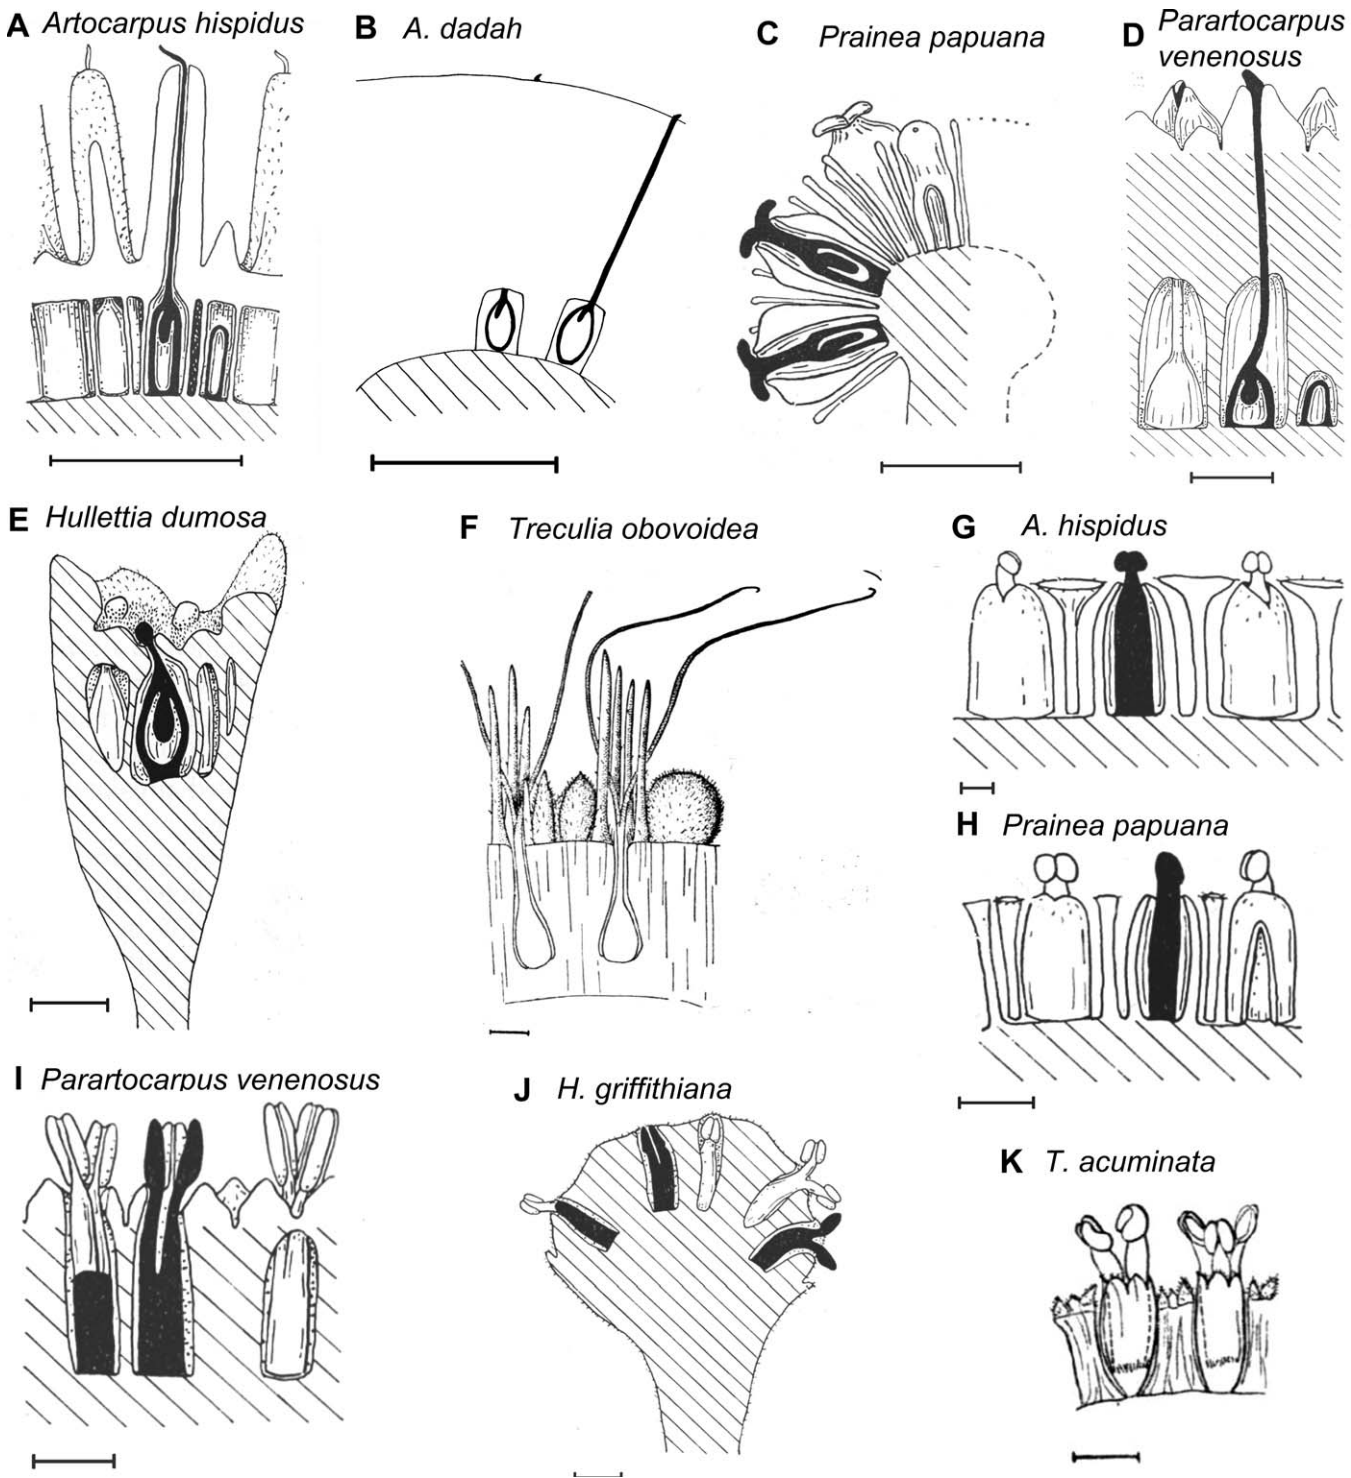 A Artocarpus hispidus
B A. dadah
C Prainea papuana
D Parartocarpus
venenosus
E Hullettia dumosa
F Treculia obovoidea
G A. hispidus
H Prainea papuana
I Parartocarpus venenosus
J H. griffithiana
K T. acuminata